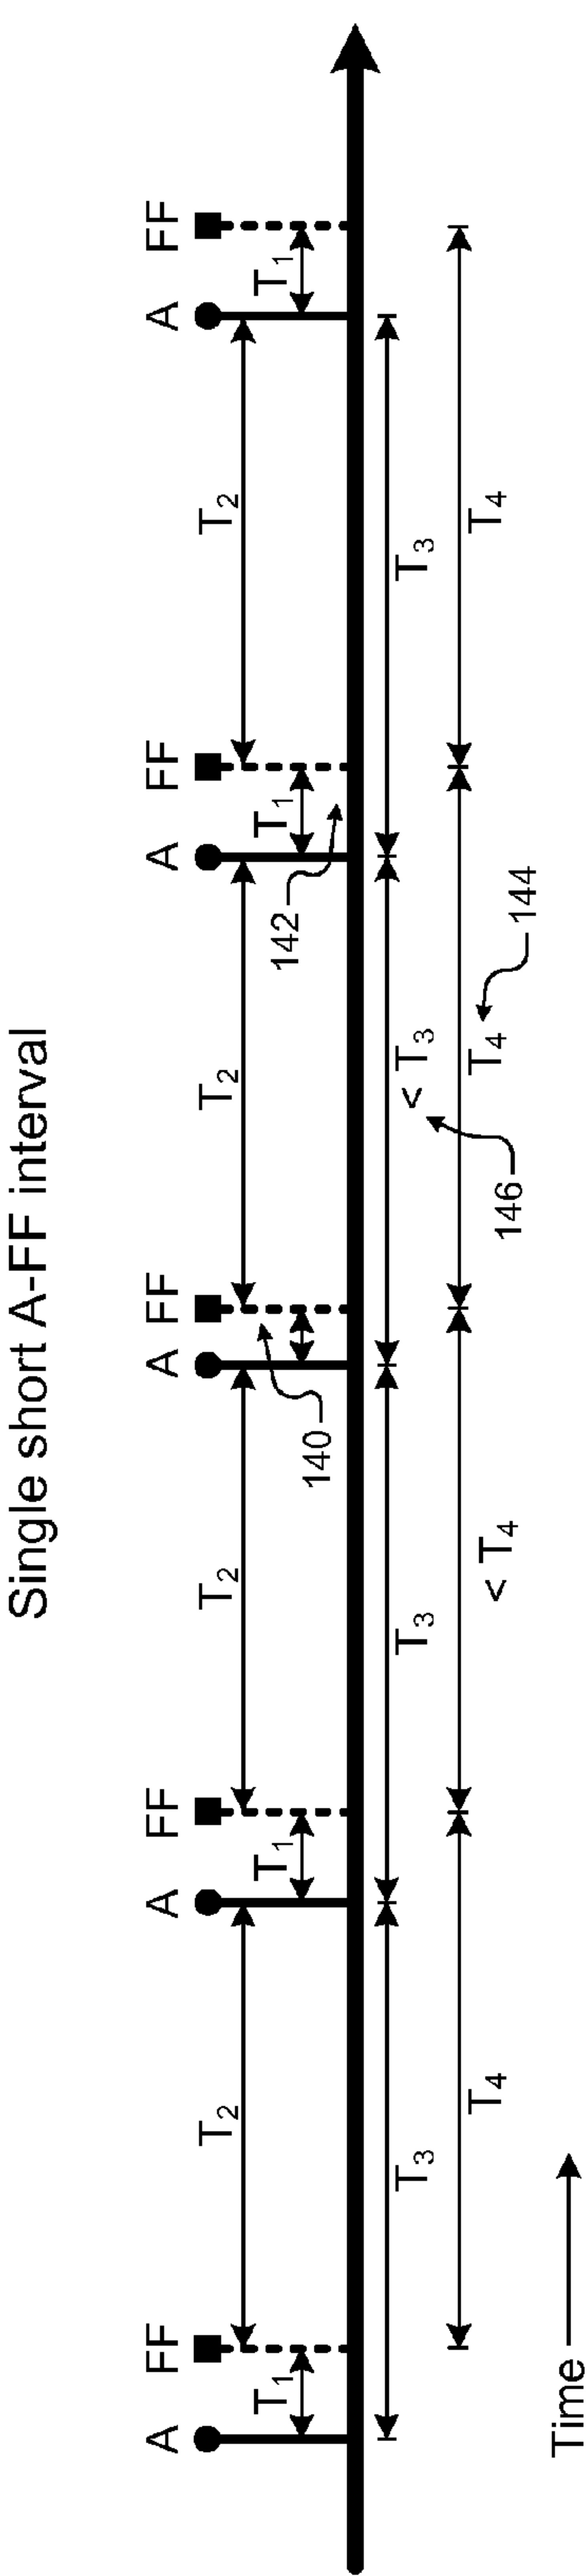 Single short A-FF interval
A FF A FF A FF A FF A FF
T₂ T₂ T₂ T₂
T₁ T₁ T₁ T₁
140 142
T₃ T₃ < T₃ T₃
T₄ < T₄ T₄ T₄
146 144
Time